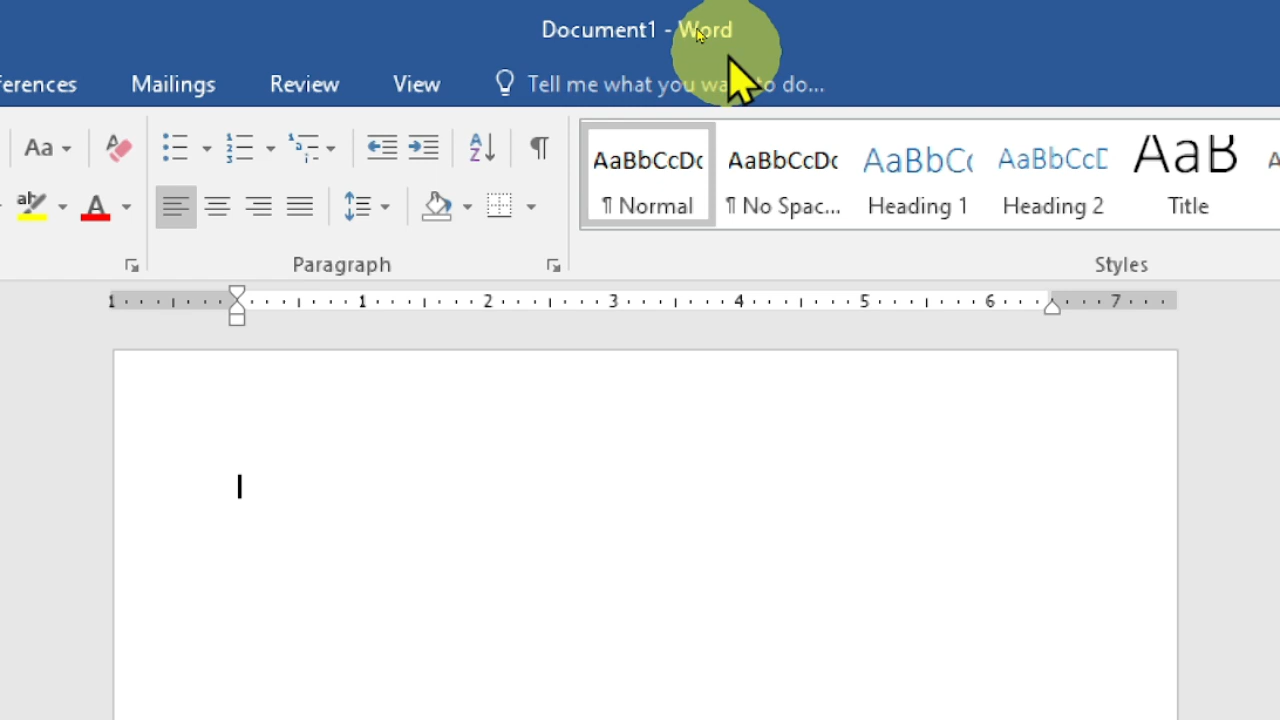 Document1 - Word
ferences Mailings Review View Tell me what you want to do...
Aa
AaBbCcDc AaBbCcDc AaBbC AaBbCcD AaB
¶ Normal ¶ No Spac... Heading 1 Heading 2 Title
Paragraph Styles
1 1 2 3 4 5 6 7